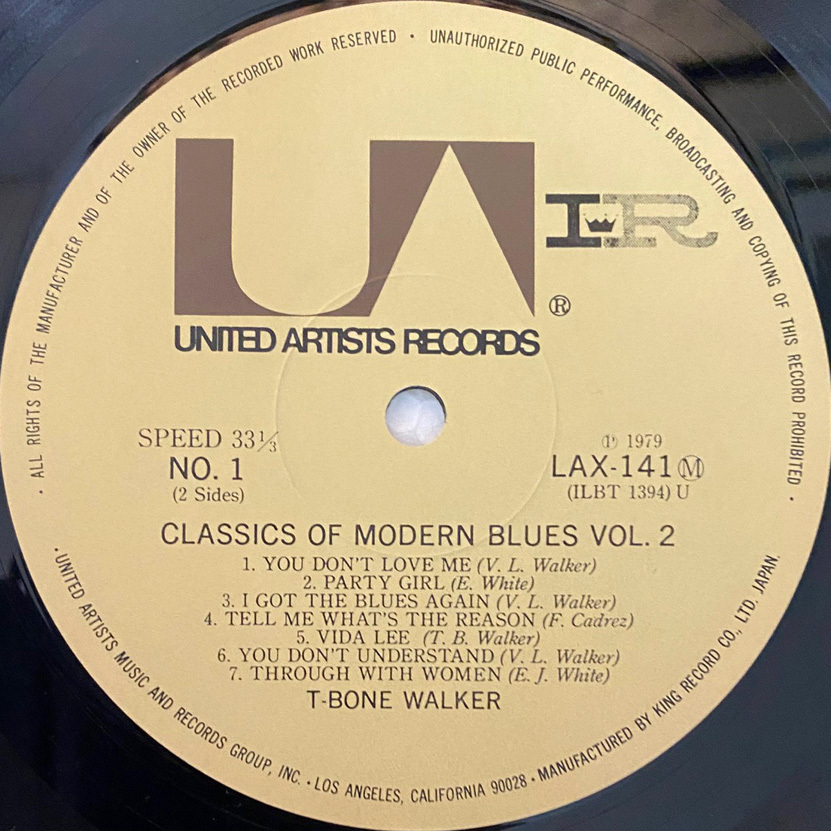 · ALL RIGHTS OF THE MANUFACTURER AND OF THE OWNER OF THE RECORDED WORK RESERVED · UNAUTHORIZED PUBLIC PERFORMANCE, BROADCASTING AND COPYING OF THIS RECORD PROHIBITED ·
UA
IR
®
UNITED ARTISTS RECORDS
SPEED 33⅓
NO. 1
(2 Sides)
Ⓟ 1979
LAX-141 Ⓜ
(ILBT 1394) U
CLASSICS OF MODERN BLUES VOL. 2
1. YOU DON'T LOVE ME (V. L. Walker)
2. PARTY GIRL (E. White)
3. I GOT THE BLUES AGAIN (V. L. Walker)
4. TELL ME WHAT'S THE REASON (F. Cadrez)
5. VIDA LEE (T. B. Walker)
6. YOU DON'T UNDERSTAND (V. L. Walker)
7. THROUGH WITH WOMEN (E. J. White)
T-BONE WALKER
· UNITED ARTISTS MUSIC AND RECORDS GROUP, INC. · LOS ANGELES, CALIFORNIA 90028 · MANUFACTURED BY KING RECORD CO., LTD. JAPAN.